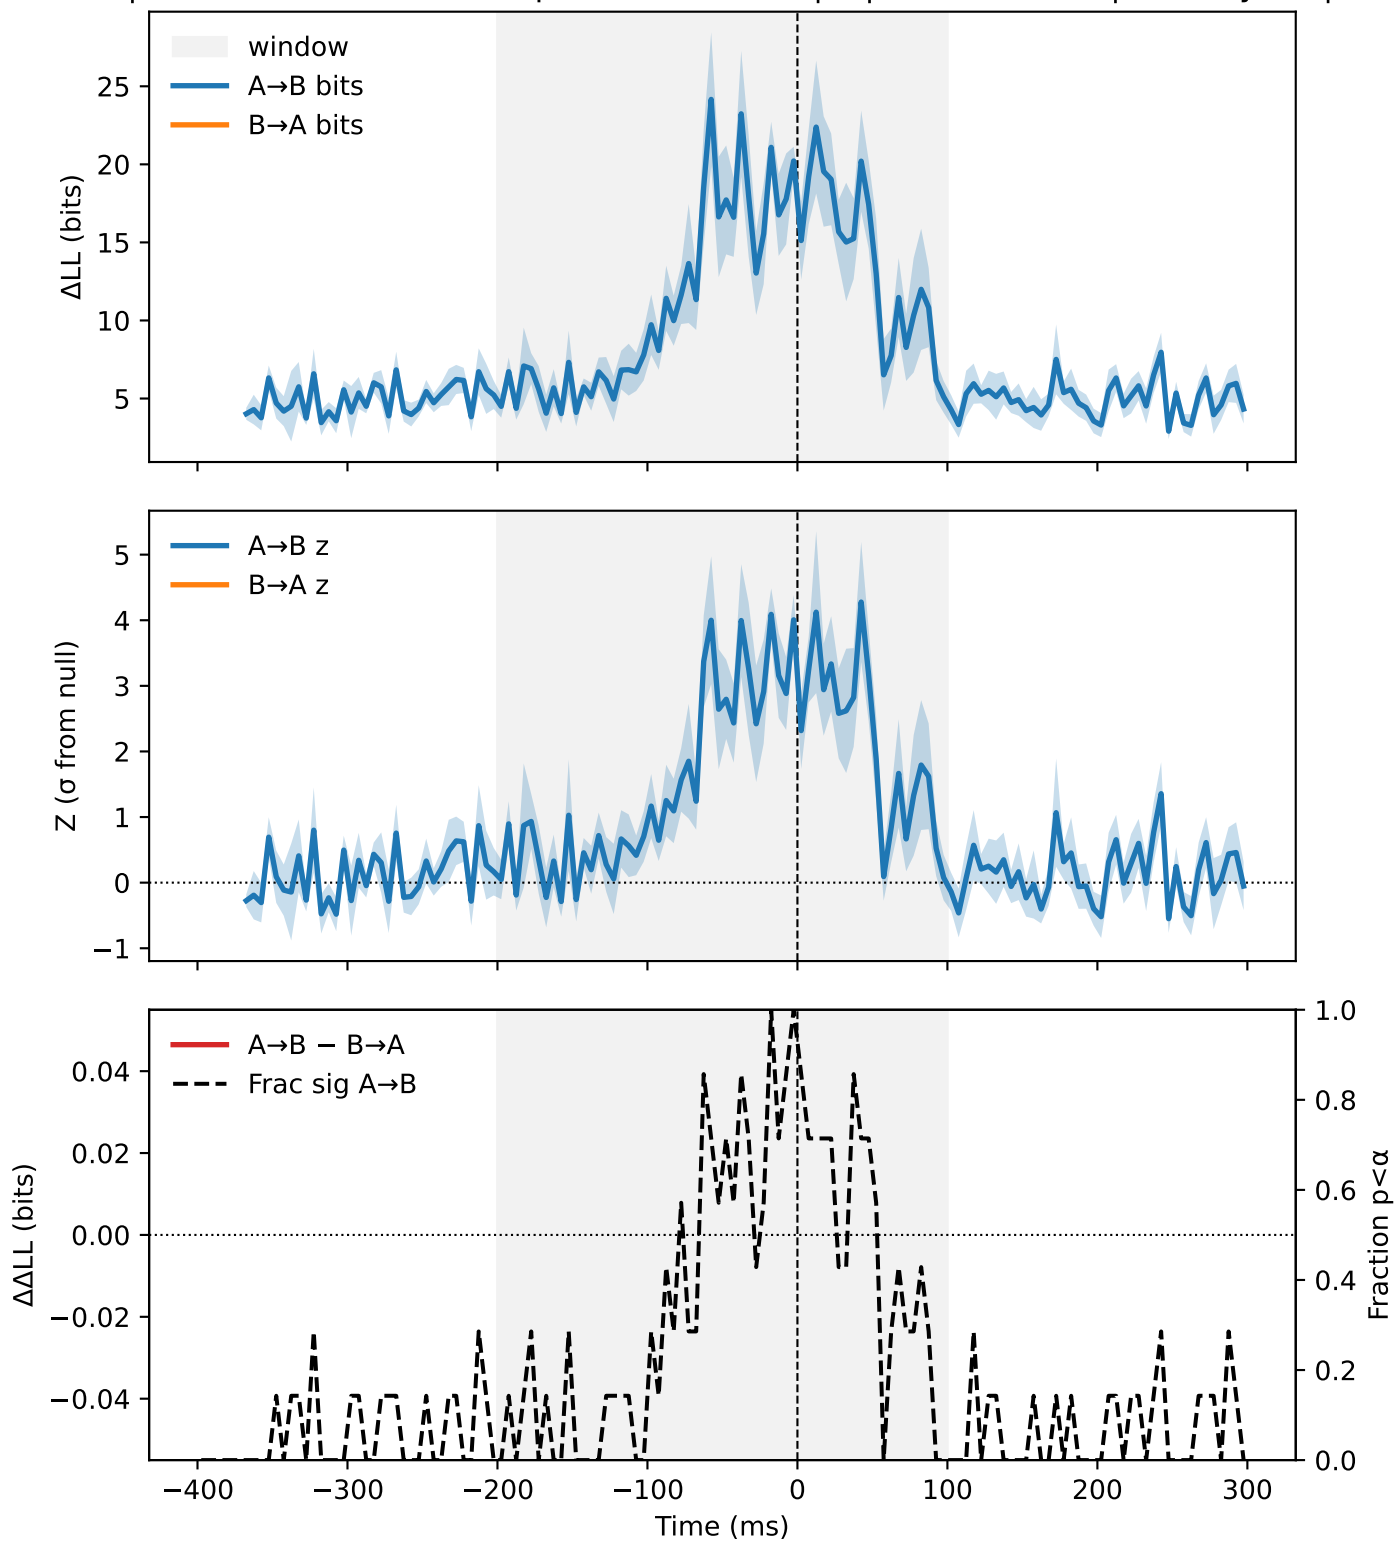 window
A→B bits
B→A bits
ΔLL (bits)
25
20
15
10
5
A→B z
B→A z
Z (σ from null)
5
4
3
2
1
0
−1
A→B − B→A
Frac sig A→B
ΔΔLL (bits)
0.04
0.02
0.00
−0.02
−0.04
1.0
0.8
0.6
0.4
0.2
0.0
Fraction p<α
−400 −300 −200 −100 0 100 200 300
Time (ms)